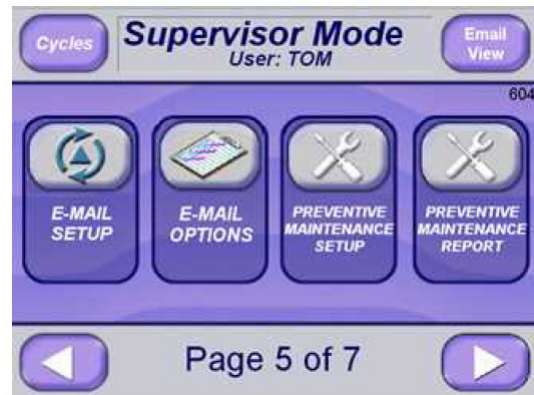 Cycles
Supervisor Mode
User: TOM
Email
View
604
E-MAIL
SETUP
E-MAIL
OPTIONS
PREVENTIVE
MAINTENANCE
SETUP
PREVENTIVE
MAINTENANCE
REPORT
Page 5 of 7